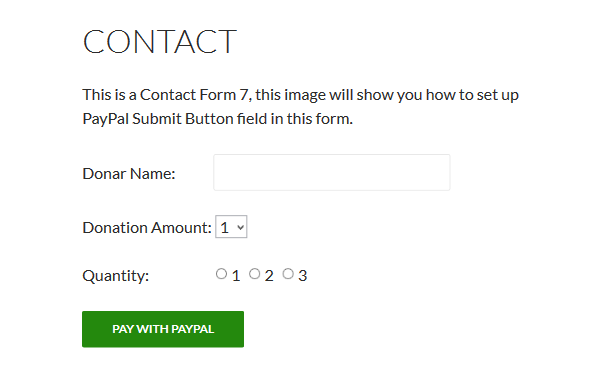 CONTACT
This is a Contact Form 7, this image will show you how to set up
PayPal Submit Button field in this form.
Donar Name:
Donation Amount: 1
Quantity: 1 2 3
PAY WITH PAYPAL